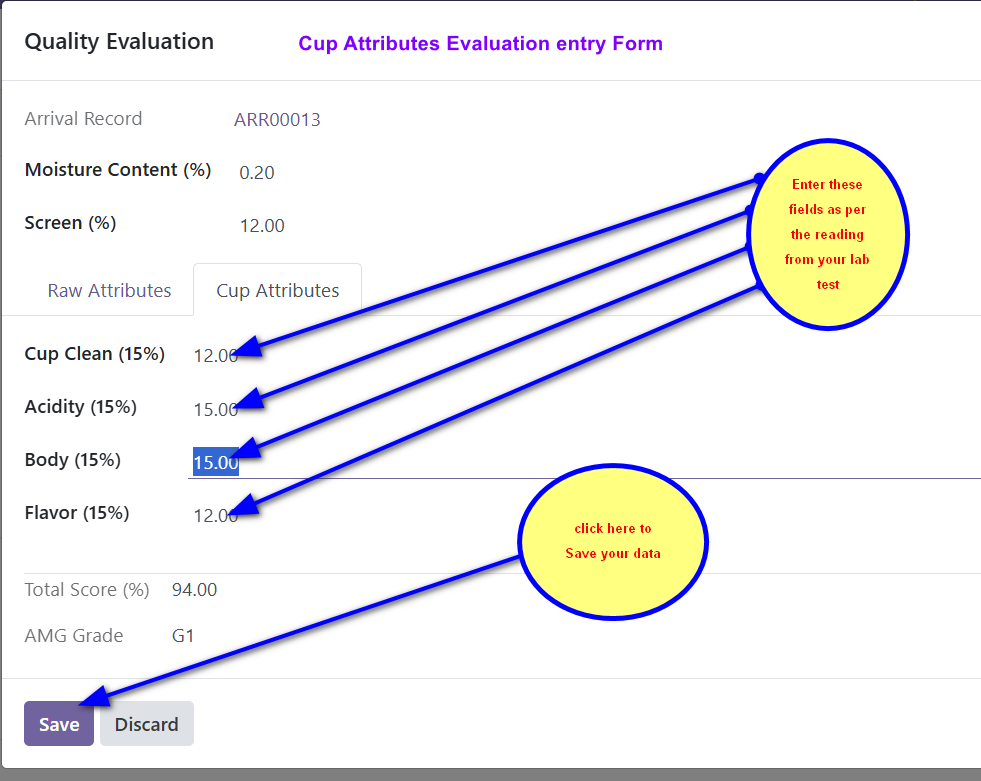 Quality Evaluation
Cup Attributes Evaluation entry Form
Arrival Record
ARR00013
Moisture Content (%)
0.20
Screen (%)
12.00
Enter these
fields as per
the reading
from your lab
test
Raw Attributes
Cup Attributes
Cup Clean (15%)
12.00
Acidity (15%)
15.00
Body (15%)
15.00
Flavor (15%)
12.00
click here to
Save your data
Total Score (%)
94.00
AMG Grade
G1
Save
Discard